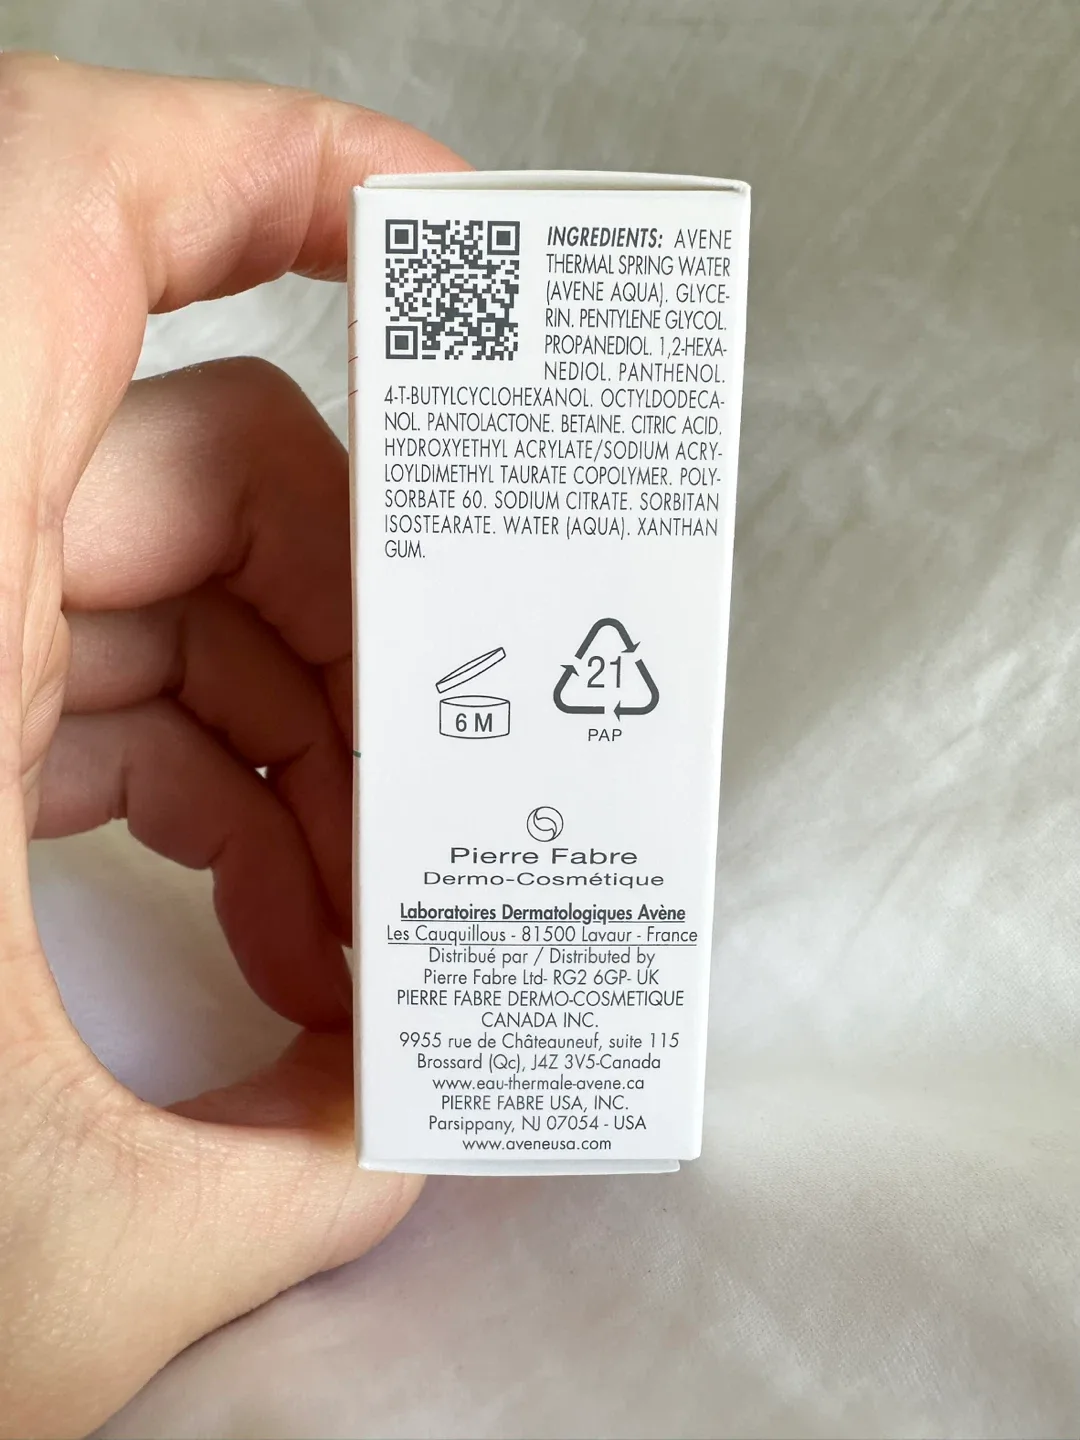 INGREDIENTS: AVENE
THERMAL SPRING WATER
(AVENE AQUA). GLYCE-
RIN. PENTYLENE GLYCOL.
PROPANEDIOL. 1,2-HEXA-
NEDIOL. PANTHENOL.
4-T-BUTYLCYCLOHEXANOL. OCTYLDODECA-
NOL. PANTOLACTONE. BETAINE. CITRIC ACID.
HYDROXYETHYL ACRYLATE/SODIUM ACRY-
LOYLDIMETHYL TAURATE COPOLYMER. POLY-
SORBATE 60. SODIUM CITRATE. SORBITAN
ISOSTEARATE. WATER (AQUA). XANTHAN
GUM.
6 M
21
PAP
Pierre Fabre
Dermo-Cosmétique
Laboratoires Dermatologiques Avène
Les Cauquillous - 81500 Lavaur - France
Distribué par / Distributed by
Pierre Fabre Ltd- RG2 6GP- UK
PIERRE FABRE DERMO-COSMETIQUE
CANADA INC.
9955 rue de Châteauneuf, suite 115
Brossard (Qc), J4Z 3V5-Canada
www.eau-thermale-avene.ca
PIERRE FABRE USA, INC.
Parsippany, NJ 07054 - USA
www.aveneusa.com